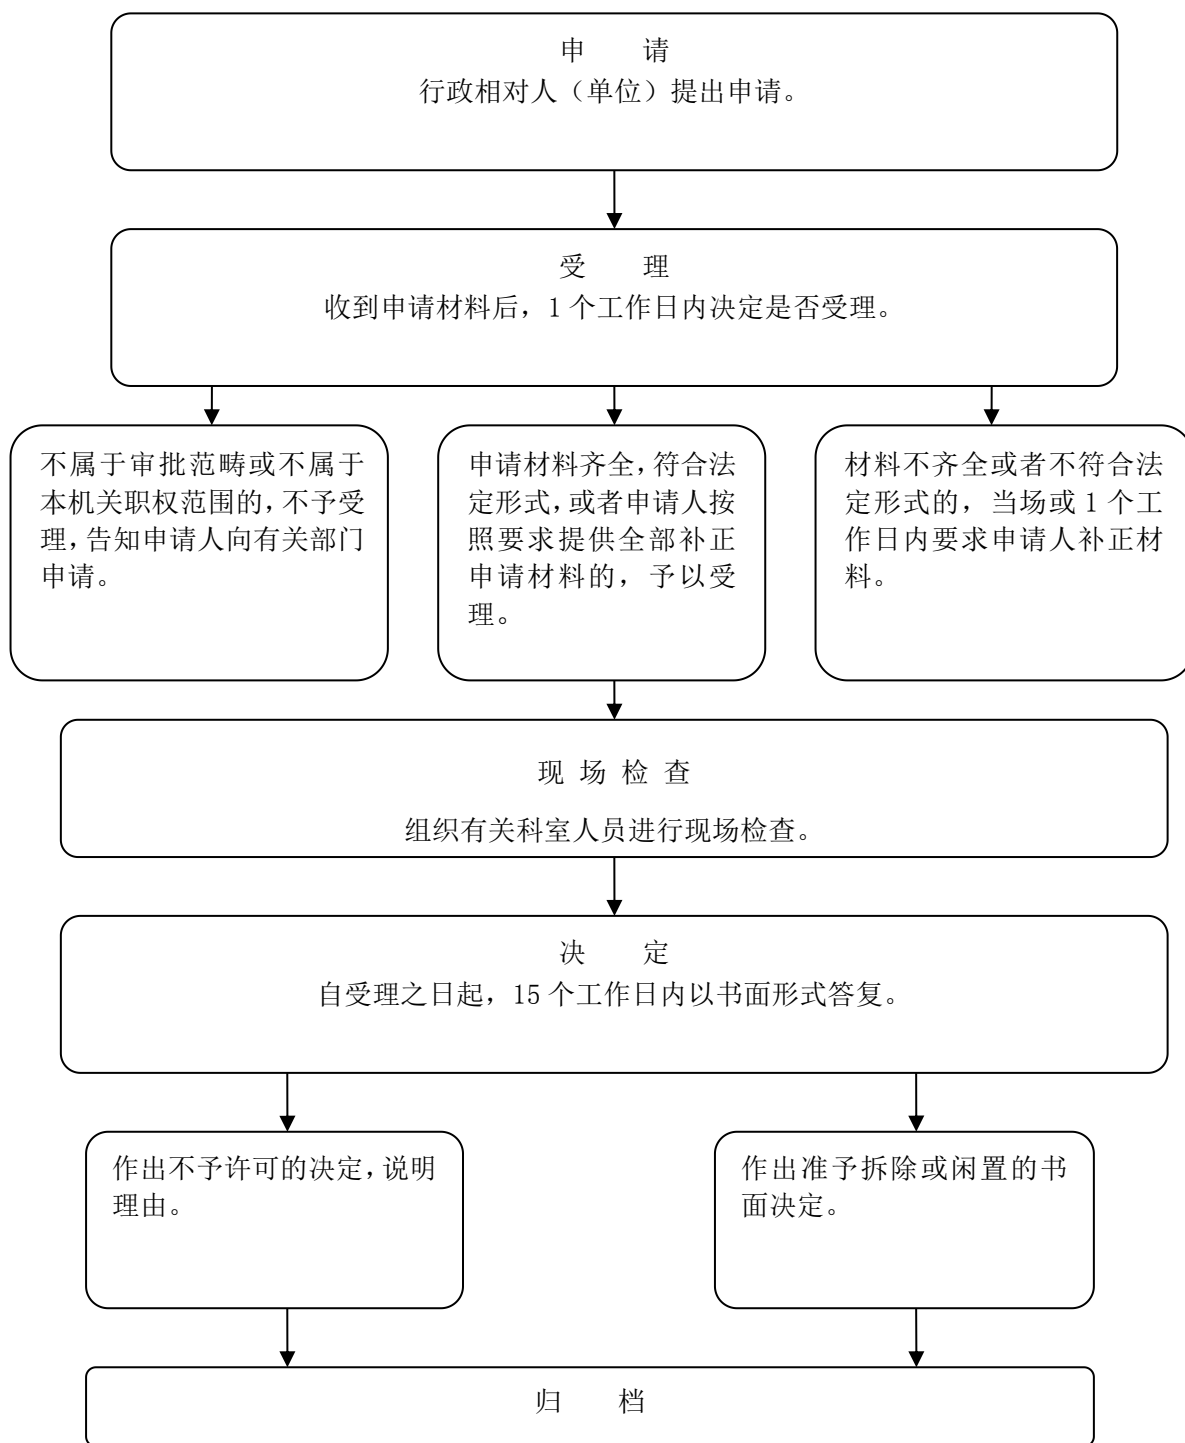 申　　请
行政相对人（单位）提出申请。
受　　理
收到申请材料后，1 个工作日内决定是否受理。
不属于审批范畴或不属于
本机关职权范围的，不予受
理，告知申请人向有关部门
申请。
申请材料齐全，符合法
定形式，或者申请人按
照要求提供全部补正
申请材料的，予以受
理。
材料不齐全或者不符合法
定形式的，当场或 1 个工
作日内要求申请人补正材
料。
现 场 检 查
组织有关科室人员进行现场检查。
决　　定
自受理之日起，15 个工作日内以书面形式答复。
作出不予许可的决定，说明
理由。
作出准予拆除或闲置的书
面决定。
归　　档